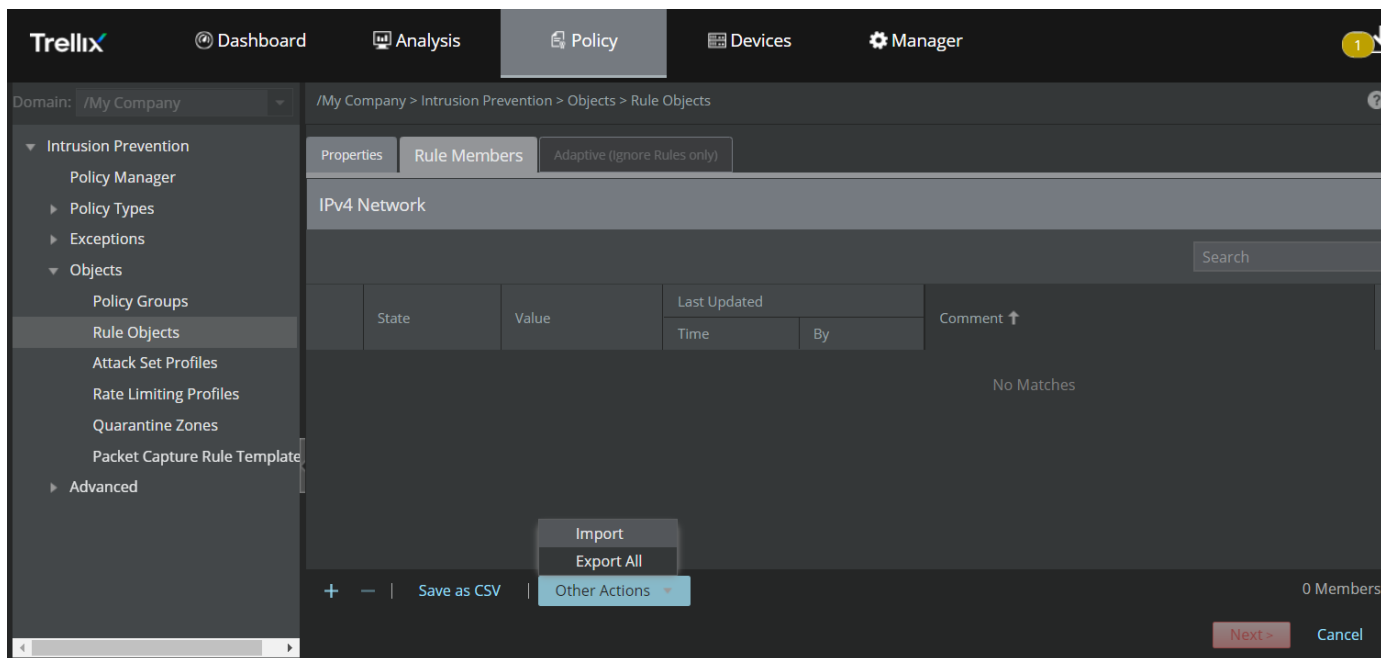 Trellix Dashboard Analysis Policy Devices Manager 1
Domain: /My Company
/My Company > Intrusion Prevention > Objects > Rule Objects
Intrusion Prevention
Policy Manager
Policy Types
Exceptions
Objects
Policy Groups
Rule Objects
Attack Set Profiles
Rate Limiting Profiles
Quarantine Zones
Packet Capture Rule Template
Advanced
Properties Rule Members Adaptive (Ignore Rules only)
IPv4 Network
Search
State Value Last Updated Comment
Time By
No Matches
Import
Export All
+ — | Save as CSV | Other Actions
0 Members
Next > Cancel